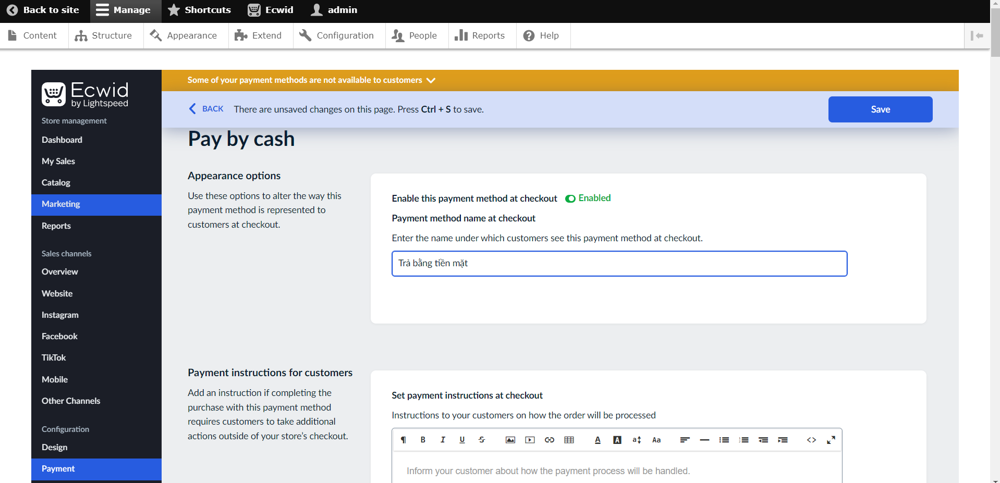 Back to site
Manage
Shortcuts
Ecwid
admin
Content
Structure
Appearance
Extend
Configuration
People
Reports
Help
Ecwid
by Lightspeed
Store management
Dashboard
My Sales
Catalog
Marketing
Reports
Sales channels
Overview
Website
Instagram
Facebook
TikTok
Mobile
Other Channels
Configuration
Design
Payment
Some of your payment methods are not available to customers
BACK
There are unsaved changes on this page. Press Ctrl + S to save.
Save
Pay by cash
Appearance options
Use these options to alter the way this
payment method is represented to
customers at checkout.
Enable this payment method at checkout
Enabled
Payment method name at checkout
Enter the name under which customers see this payment method at checkout.
Trả bằng tiền mặt
Payment instructions for customers
Add an instruction if completing the
purchase with this payment method
requires customers to take additional
actions outside of your store’s checkout.
Set payment instructions at checkout
Instructions to your customers on how the order will be processed
¶ B I U S A A a Aa <>
Inform your customer about how the payment process will be handled.